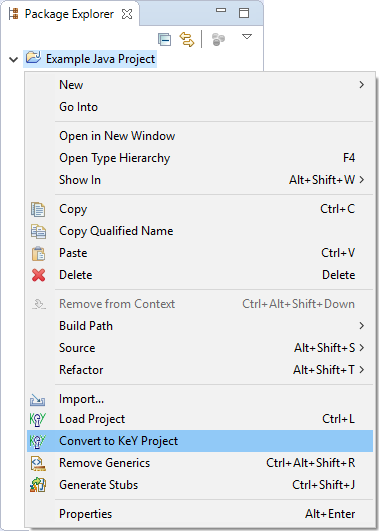 Package Explorer
Example Java Project
New
Go Into
Open in New Window
Open Type Hierarchy F4
Show In Alt+Shift+W
Copy Ctrl+C
Copy Qualified Name
Paste Ctrl+V
Delete Delete
Remove from Context Ctrl+Alt+Shift+Down
Build Path
Source Alt+Shift+S
Refactor Alt+Shift+T
Import...
KeY Load Project Ctrl+L
KeY Convert to KeY Project
Remove Generics Ctrl+Alt+Shift+R
Generate Stubs Ctrl+Shift+J
Properties Alt+Enter